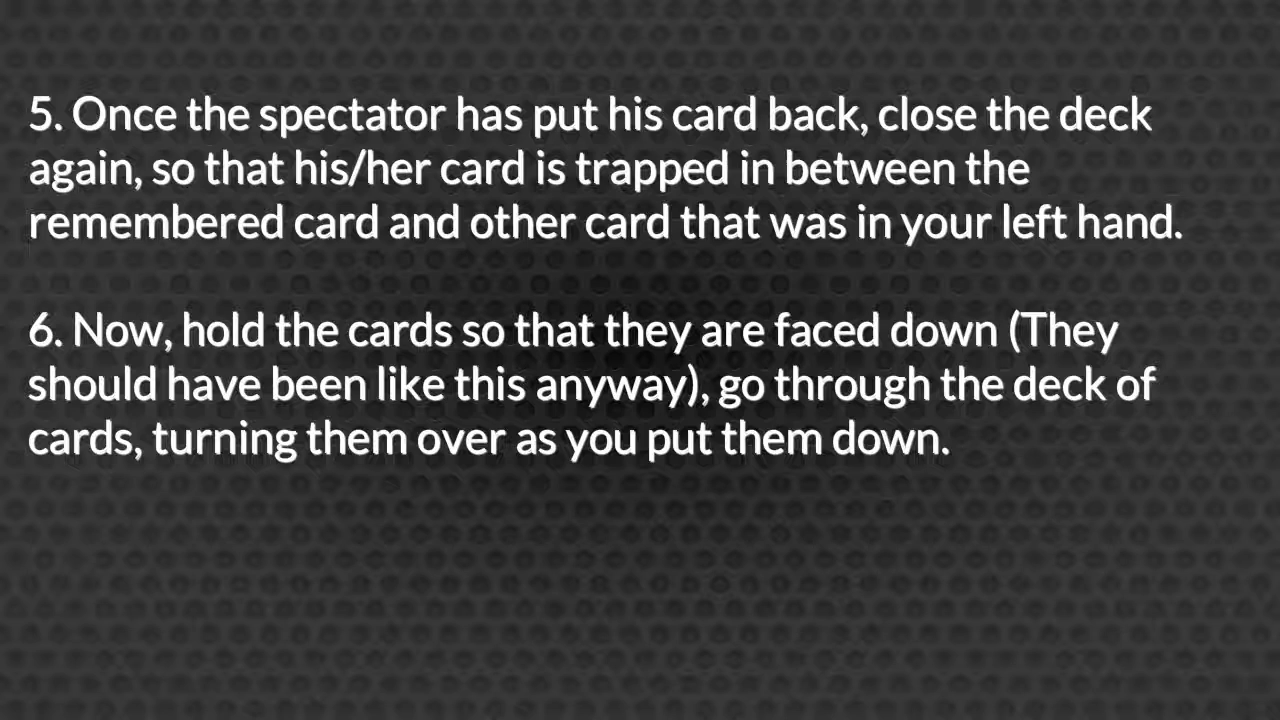 5. Once the spectator has put his card back, close the deck
again, so that his/her card is trapped in between the
remembered card and other card that was in your left hand.
6. Now, hold the cards so that they are faced down (They
should have been like this anyway), go through the deck of
cards, turning them over as you put them down.